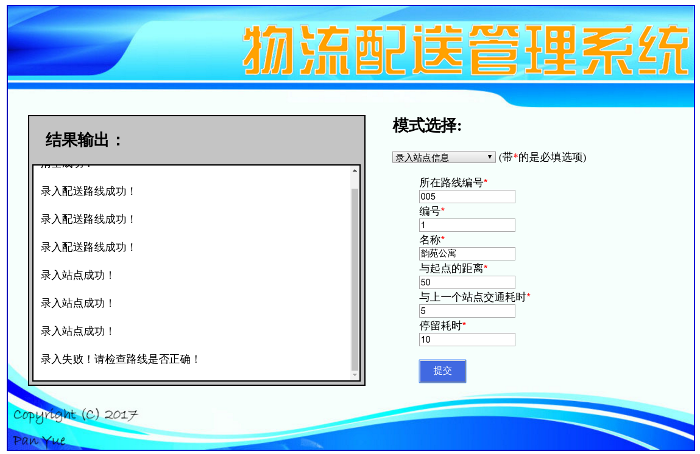 物流配送管理系统
结果输出：
清空成功！
录入配送路线成功！
录入配送路线成功！
录入配送路线成功！
录入站点成功！
录入站点成功！
录入站点成功！
录入失败！请检查路线是否正确！
模式选择:
录入站点信息 (带*的是必填选项)
所在路线编号*
005
编号*
1
名称*
韵苑公寓
与起点的距离*
50
与上一个站点交通耗时*
5
停留耗时*
10
提交
Copyright (C) 2017
Pan Yue